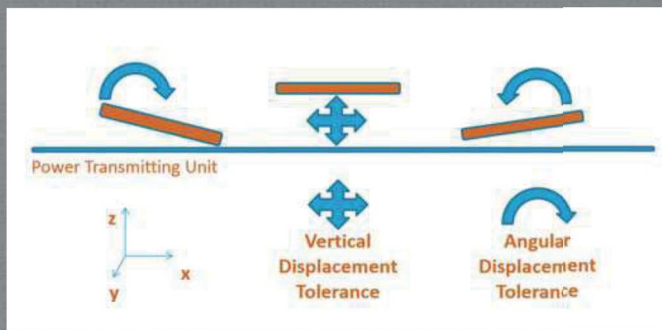 Power Transmitting Unit
z
x
y
Vertical
Displacement
Tolerance
Angular
Displacement
Tolerance